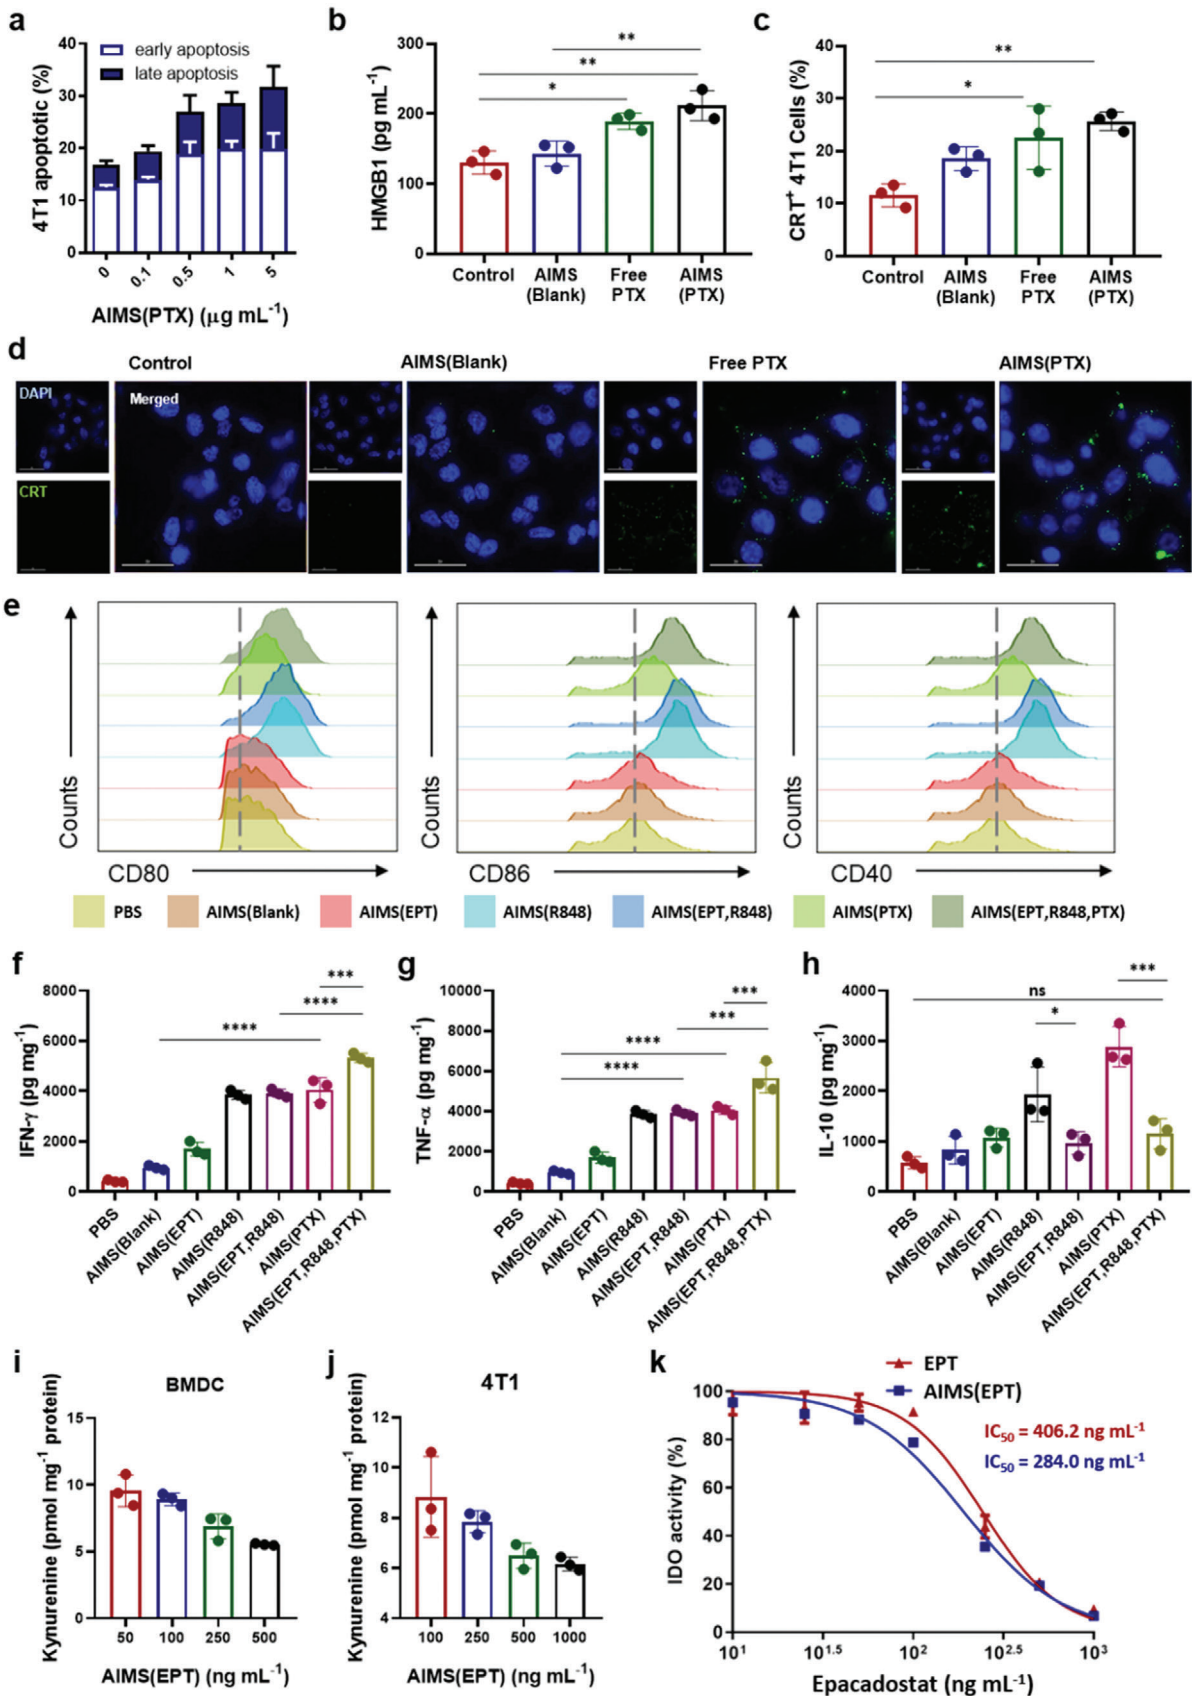 a
40
30
20
10
0
4T1 apoptotic (%)
early apoptosis
late apoptosis
0
0.1
0.5
1
5
AIMS(PTX) (μg mL⁻¹)
b
300
200
100
0
HMGB1 (pg mL⁻¹)
**
**
*
Control
AIMS
(Blank)
Free
PTX
AIMS
(PTX)
c
40
30
20
10
0
CRT⁺ 4T1 Cells (%)
**
*
Control
AIMS
(Blank)
Free
PTX
AIMS
(PTX)
d
Control
AIMS(Blank)
Free PTX
AIMS(PTX)
DAPI
Merged
CRT
e
Counts
CD80
Counts
CD86
Counts
CD40
PBS
AIMS(Blank)
AIMS(EPT)
AIMS(R848)
AIMS(EPT,R848)
AIMS(PTX)
AIMS(EPT,R848,PTX)
f
8000
6000
4000
2000
0
IFN-γ (pg mg⁻¹)
***
****
****
PBS
AIMS(Blank)
AIMS(EPT)
AIMS(R848)
AIMS(EPT,R848)
AIMS(PTX)
AIMS(EPT,R848,PTX)
g
10000
8000
6000
4000
2000
0
TNF-α (pg mg⁻¹)
***
***
****
****
PBS
AIMS(Blank)
AIMS(EPT)
AIMS(R848)
AIMS(EPT,R848)
AIMS(PTX)
AIMS(EPT,R848,PTX)
h
4000
3000
2000
1000
0
IL-10 (pg mg⁻¹)
***
ns
*
PBS
AIMS(Blank)
AIMS(EPT)
AIMS(R848)
AIMS(EPT,R848)
AIMS(PTX)
AIMS(EPT,R848,PTX)
i
BMDC
15
10
5
0
Kynurenine (pmol mg⁻¹ protein)
50
100
250
500
AIMS(EPT) (ng mL⁻¹)
j
4T1
12
10
8
6
4
Kynurenine (pmol mg⁻¹ protein)
100
250
500
1000
AIMS(EPT) (ng mL⁻¹)
k
EPT
AIMS(EPT)
IC₅₀ = 406.2 ng mL⁻¹
IC₅₀ = 284.0 ng mL⁻¹
100
80
60
40
20
0
IDO activity (%)
10¹
10¹·⁵
10²
10²·⁵
10³
Epacadostat (ng mL⁻¹)